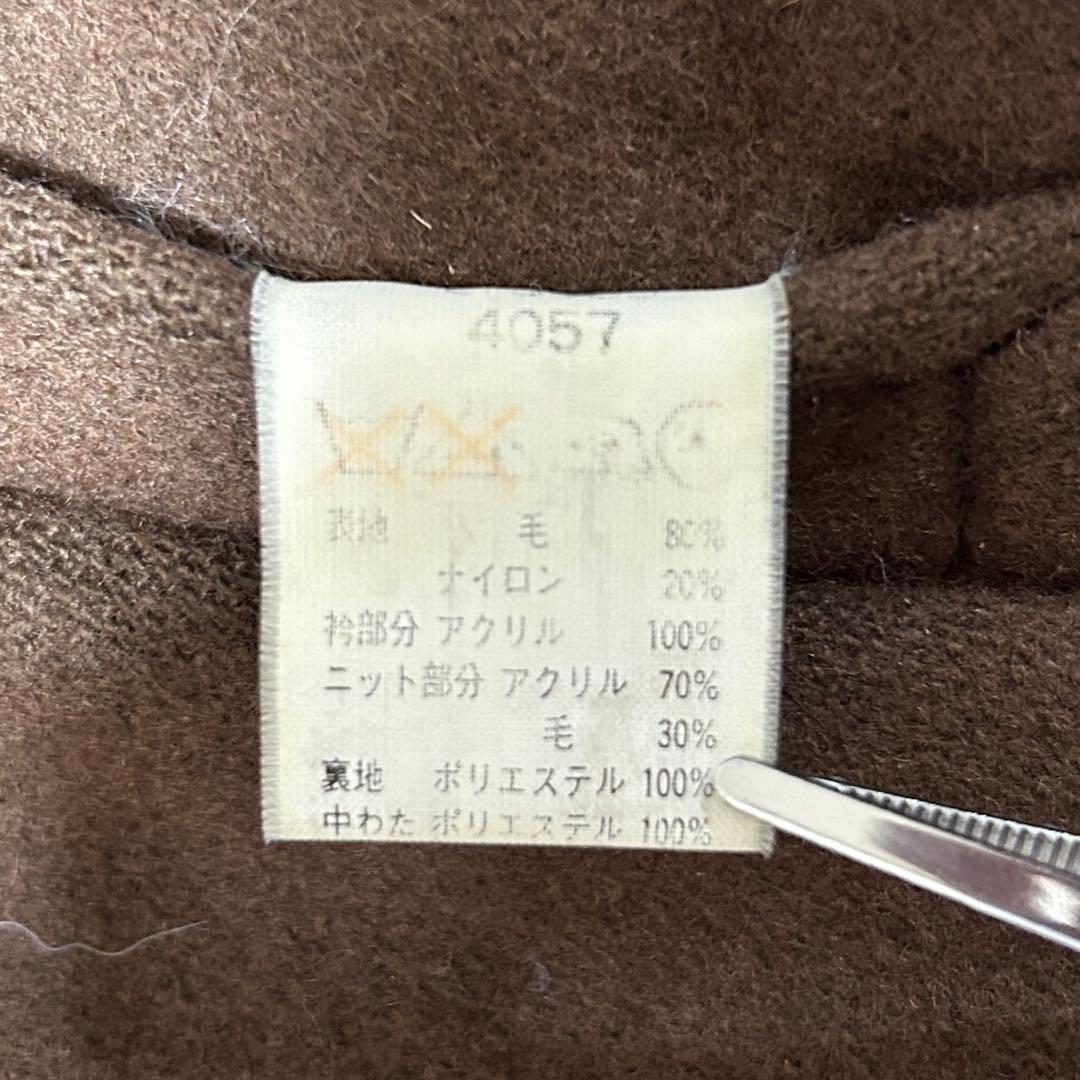 4057
表地 毛 80%
ナイロン 20%
衿部分 アクリル 100%
ニット部分 アクリル 70%
毛 30%
裏地 ポリエステル 100%
中わた ポリエステル 100%